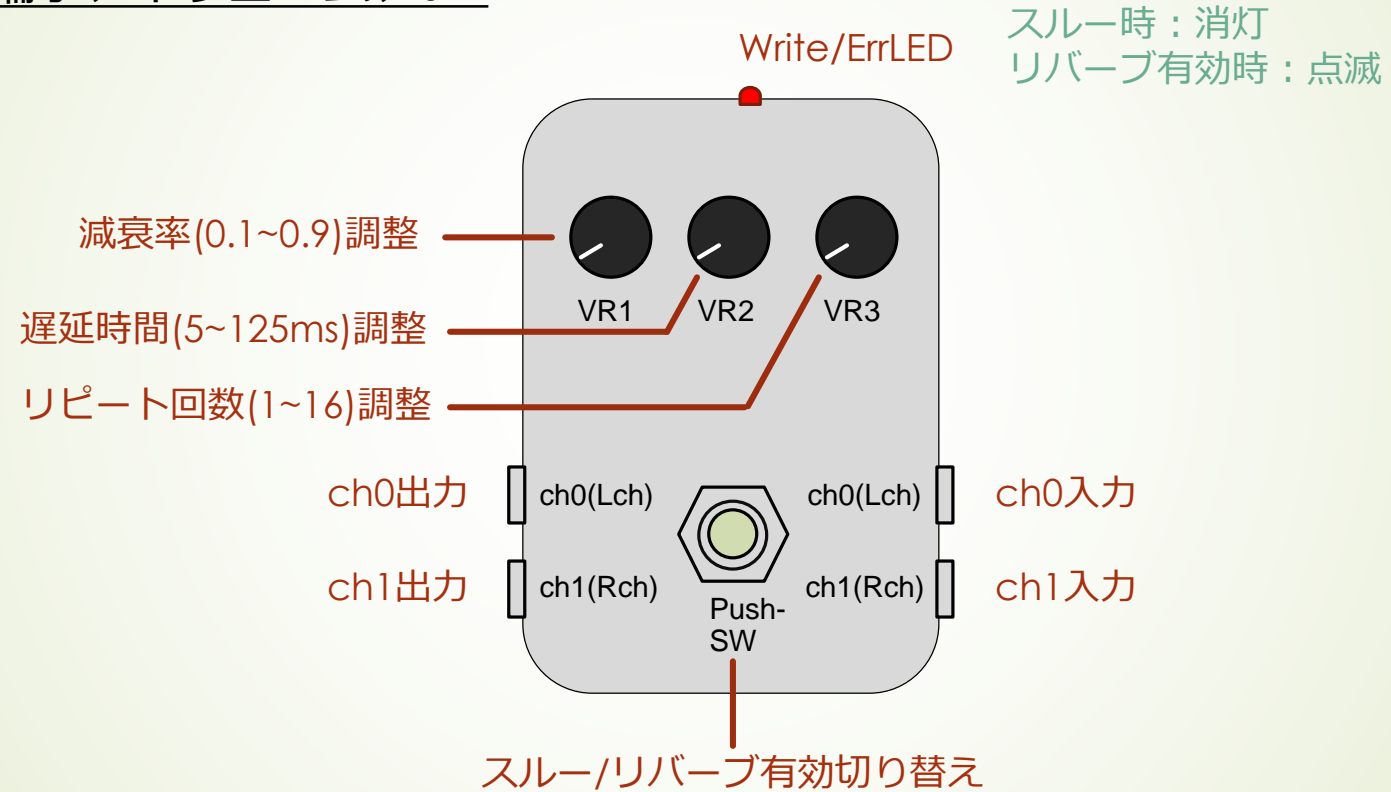 Write/ErrLED
スルー時：消灯
リバーブ有効時：点滅
減衰率(0.1~0.9)調整
遅延時間(5~125ms)調整
リピート回数(1~16)調整
VR1
VR2
VR3
ch0出力
ch0(Lch)
ch0(Lch)
ch0入力
ch1出力
ch1(Rch)
ch1(Rch)
ch1入力
Push-
SW
スルー/リバーブ有効切り替え